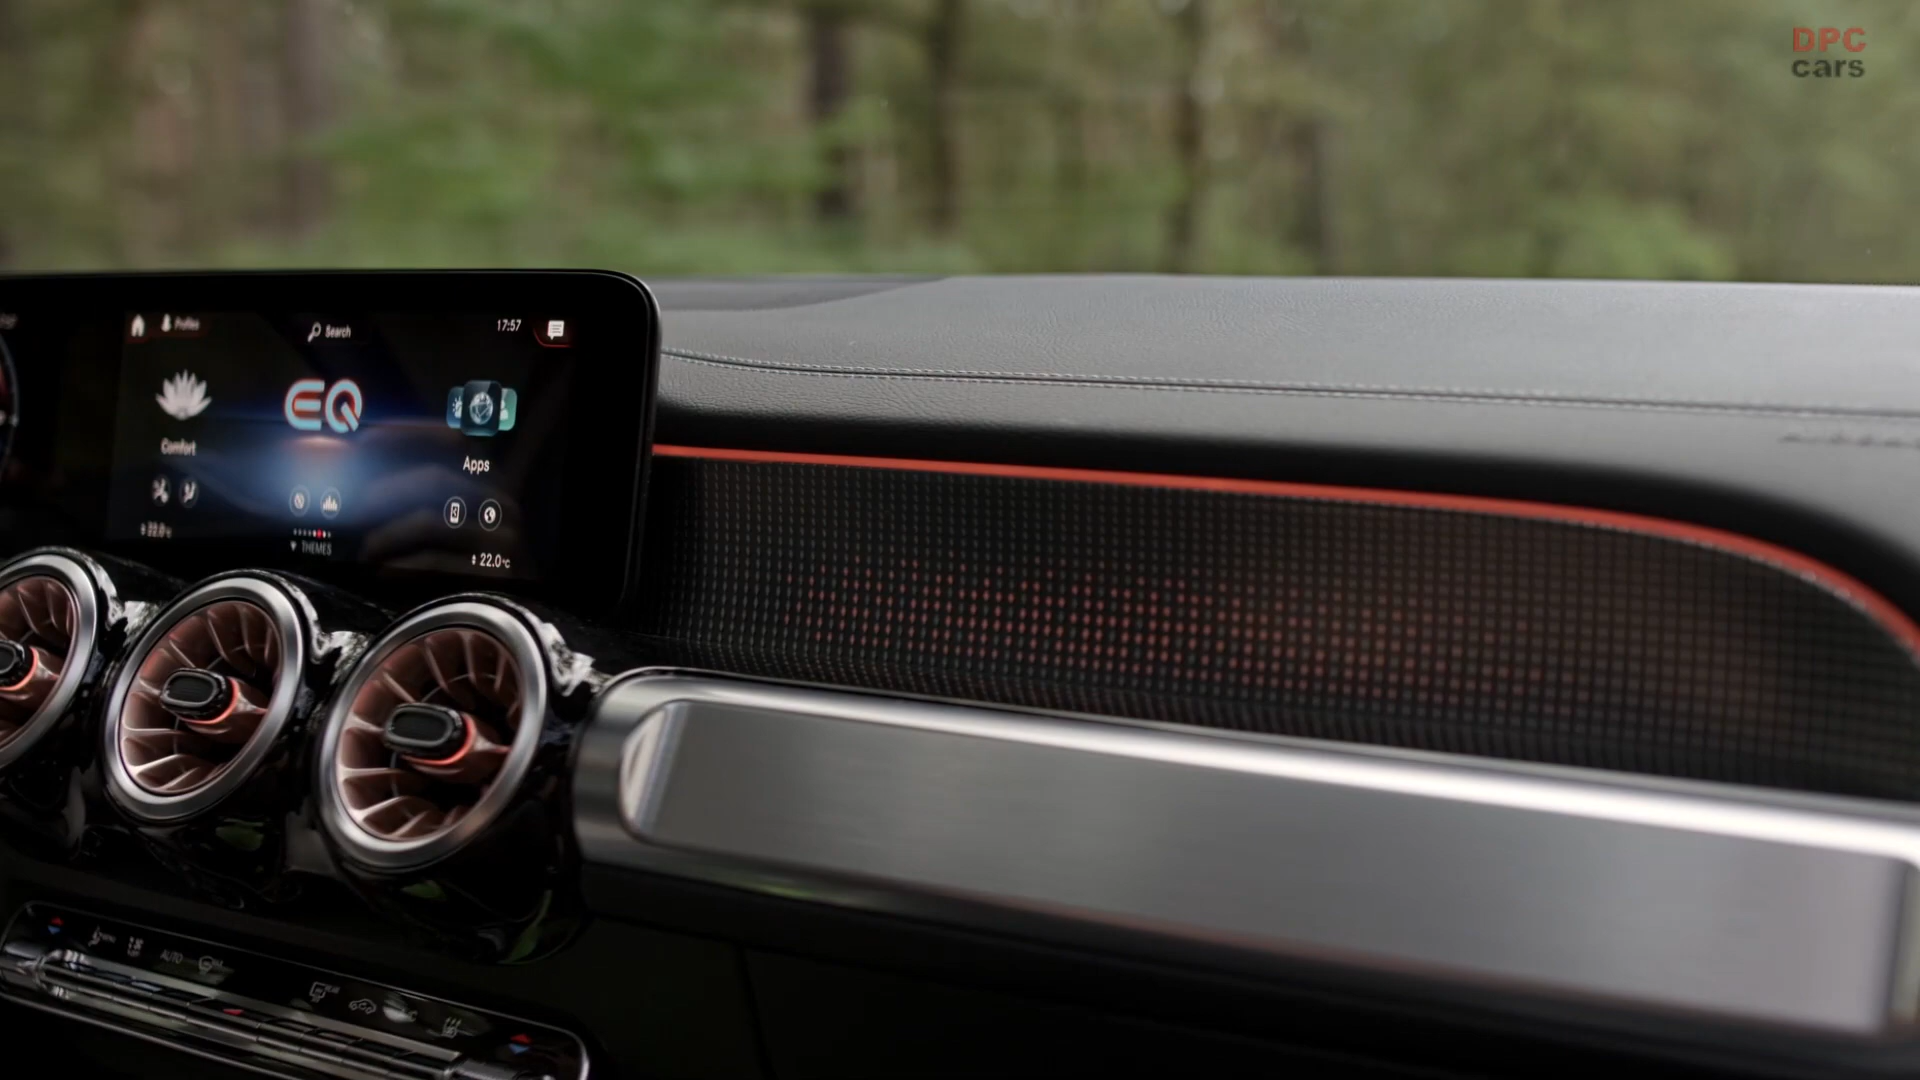 DPC
cars
Profiles
Search
17:57
EQ
Comfort
Apps
22.0°C
THEMES
22.0°C
AUTO